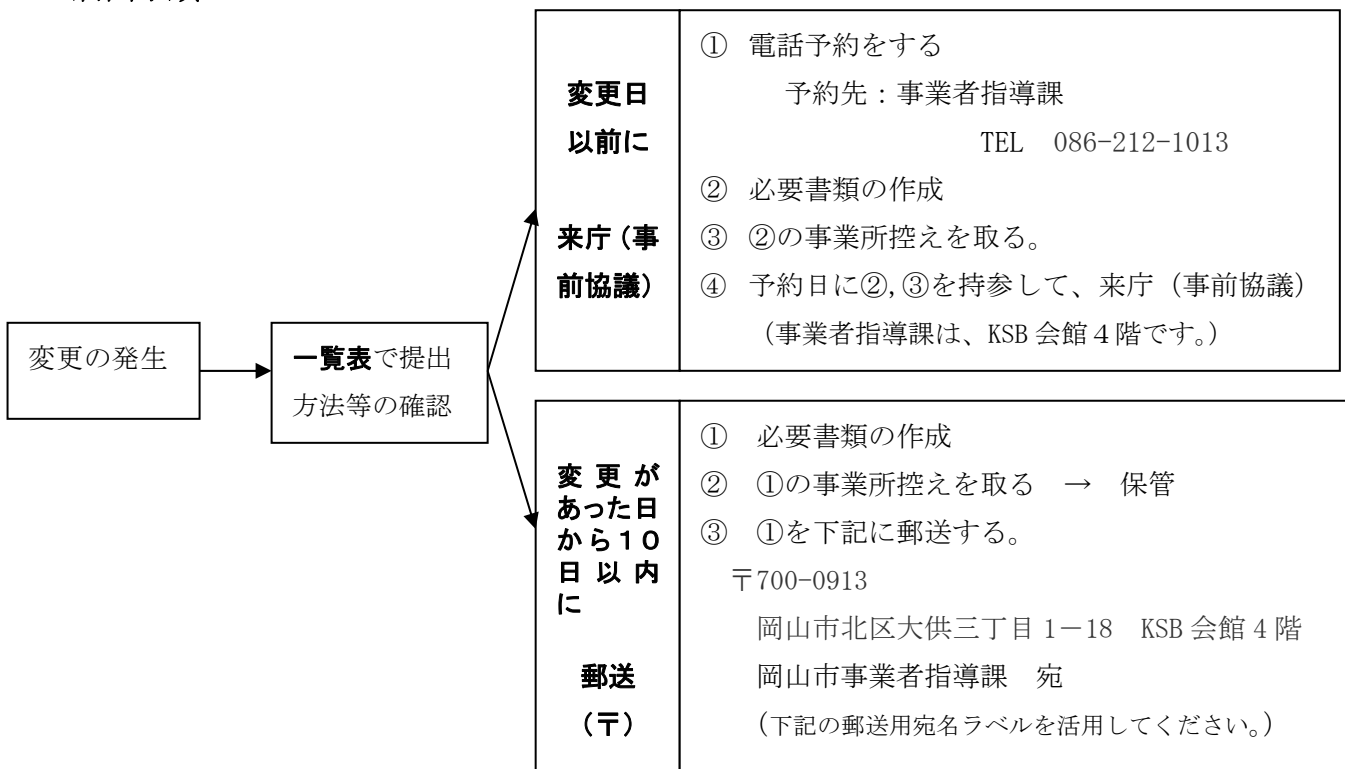 変更の発生
一覧表で提出
方法等の確認
変更日
以前に
来庁（事
前協議）
① 電話予約をする
予約先：事業者指導課
TEL 086-212-1013
② 必要書類の作成
③ ②の事業所控えを取る。
④ 予約日に②,③を持参して、来庁（事前協議）
（事業者指導課は、KSB会館４階です。）
変更が
あった日
から１０
日以内
に
郵送
（〒）
① 必要書類の作成
② ①の事業所控えを取る → 保管
③ ①を下記に郵送する。
〒700-0913
岡山市北区大供三丁目1－18 KSB会館4階
岡山市事業者指導課 宛
（下記の郵送用宛名ラベルを活用してください。）